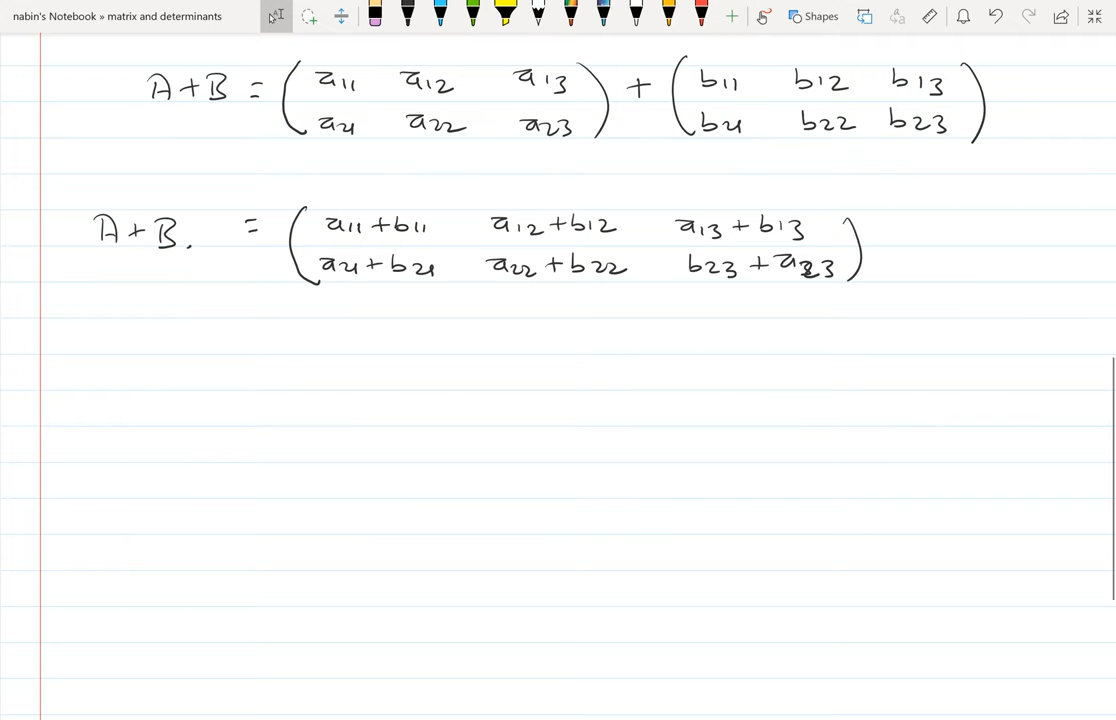 nabin's Notebook » matrix and determinants Shapes
A+B = ( a11 a12 a13 ) + ( b11 b12 b13 )
( a21 a22 a23 ) ( b21 b22 b23 )
A+B. = ( a11+b11 a12+b12 a13+b13 )
( a21+b21 a22+b22 b23+a23 )